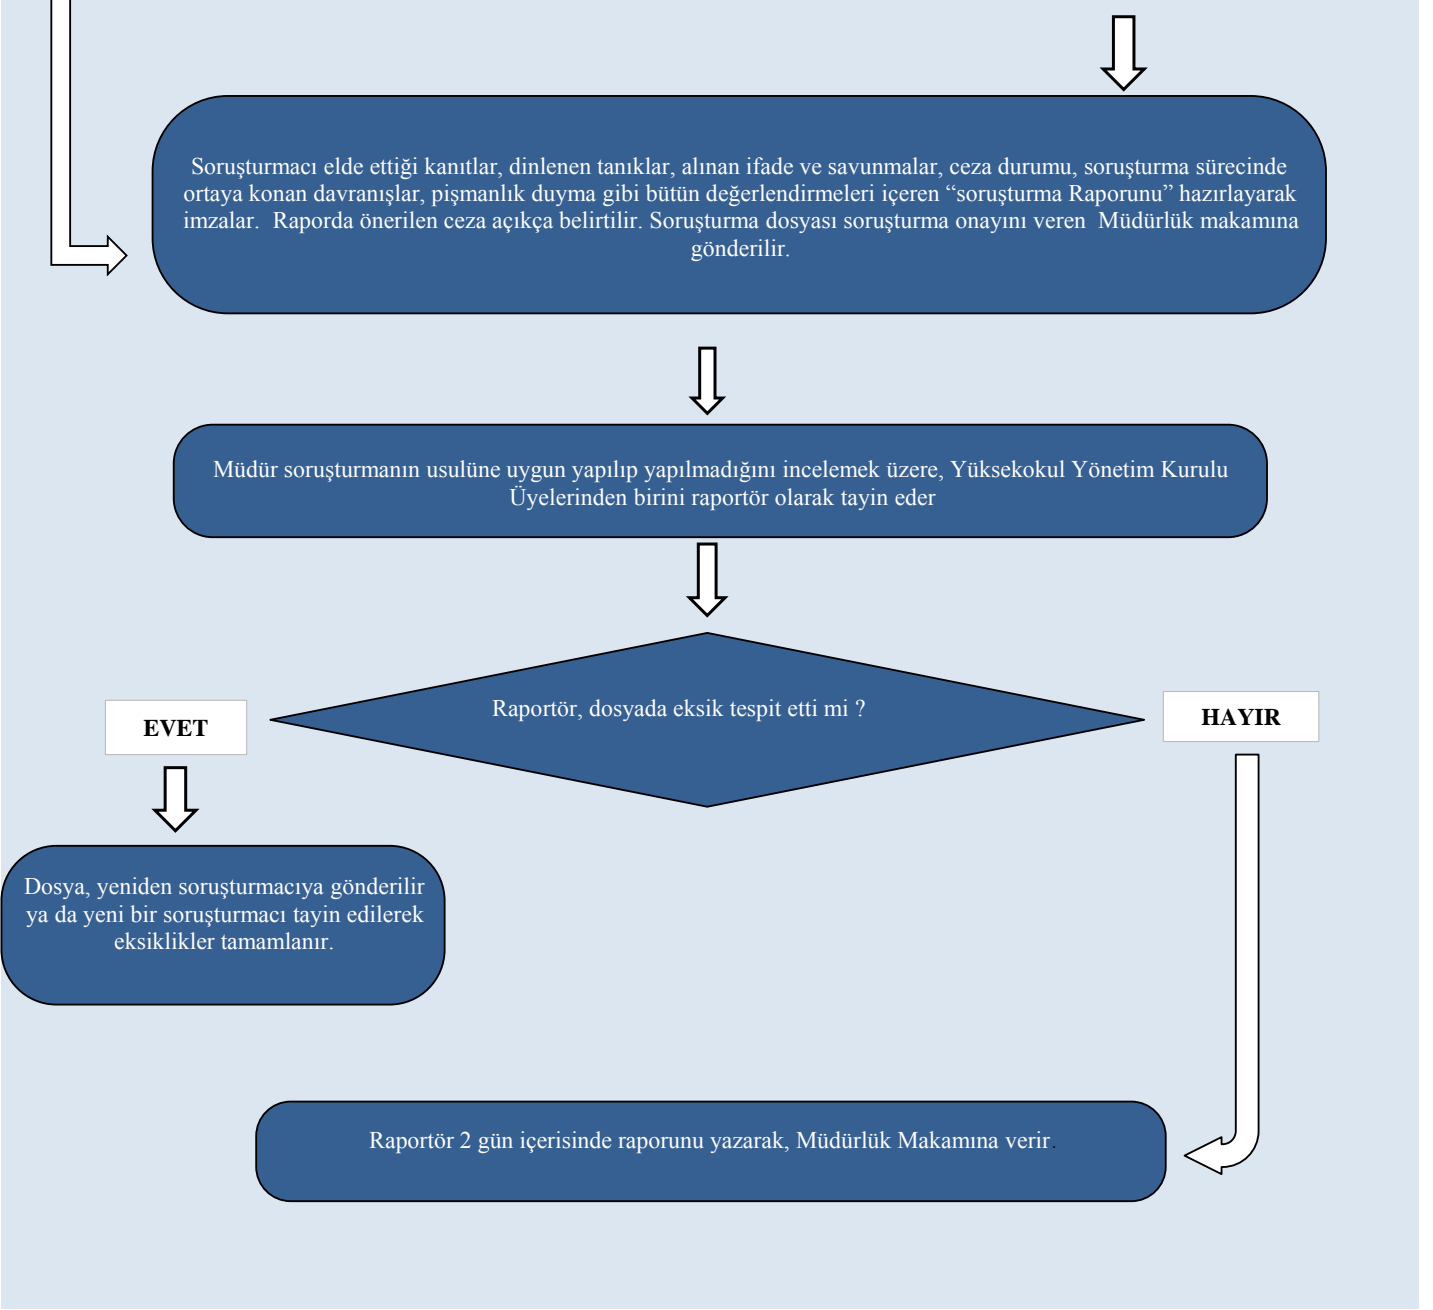 Soruşturmacı elde ettiği kanıtlar, dinlenen tanıklar, alınan ifade ve savunmalar, ceza durumu, soruşturma sürecinde
ortaya konan davranışlar, pişmanlık duyma gibi bütün değerlendirmeleri içeren “soruşturma Raporunu” hazırlayarak
imzalar.  Raporda önerilen ceza açıkça belirtilir. Soruşturma dosyası soruşturma onayını veren  Müdürlük makamına
gönderilir.
Müdür soruşturmanın usulüne uygun yapılıp yapılmadığını incelemek üzere, Yüksekokul Yönetim Kurulu
Üyelerinden birini raportör olarak tayin eder
Raportör, dosyada eksik tespit etti mi ?
EVET
HAYIR
Dosya, yeniden soruşturmacıya gönderilir
ya da yeni bir soruşturmacı tayin edilerek
eksiklikler tamamlanır.
Raportör 2 gün içerisinde raporunu yazarak, Müdürlük Makamına verir.